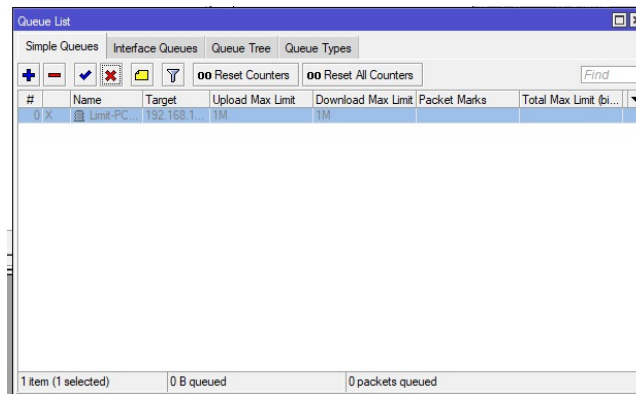 Queue List
Simple Queues Interface Queues Queue Tree Queue Types
00 Reset Counters 00 Reset All Counters Find
# Name Target Upload Max Limit Download Max Limit Packet Marks Total Max Limit (bi...
0 X Limit-PC... 192.168.1... 1M 1M
1 item (1 selected) 0 B queued 0 packets queued